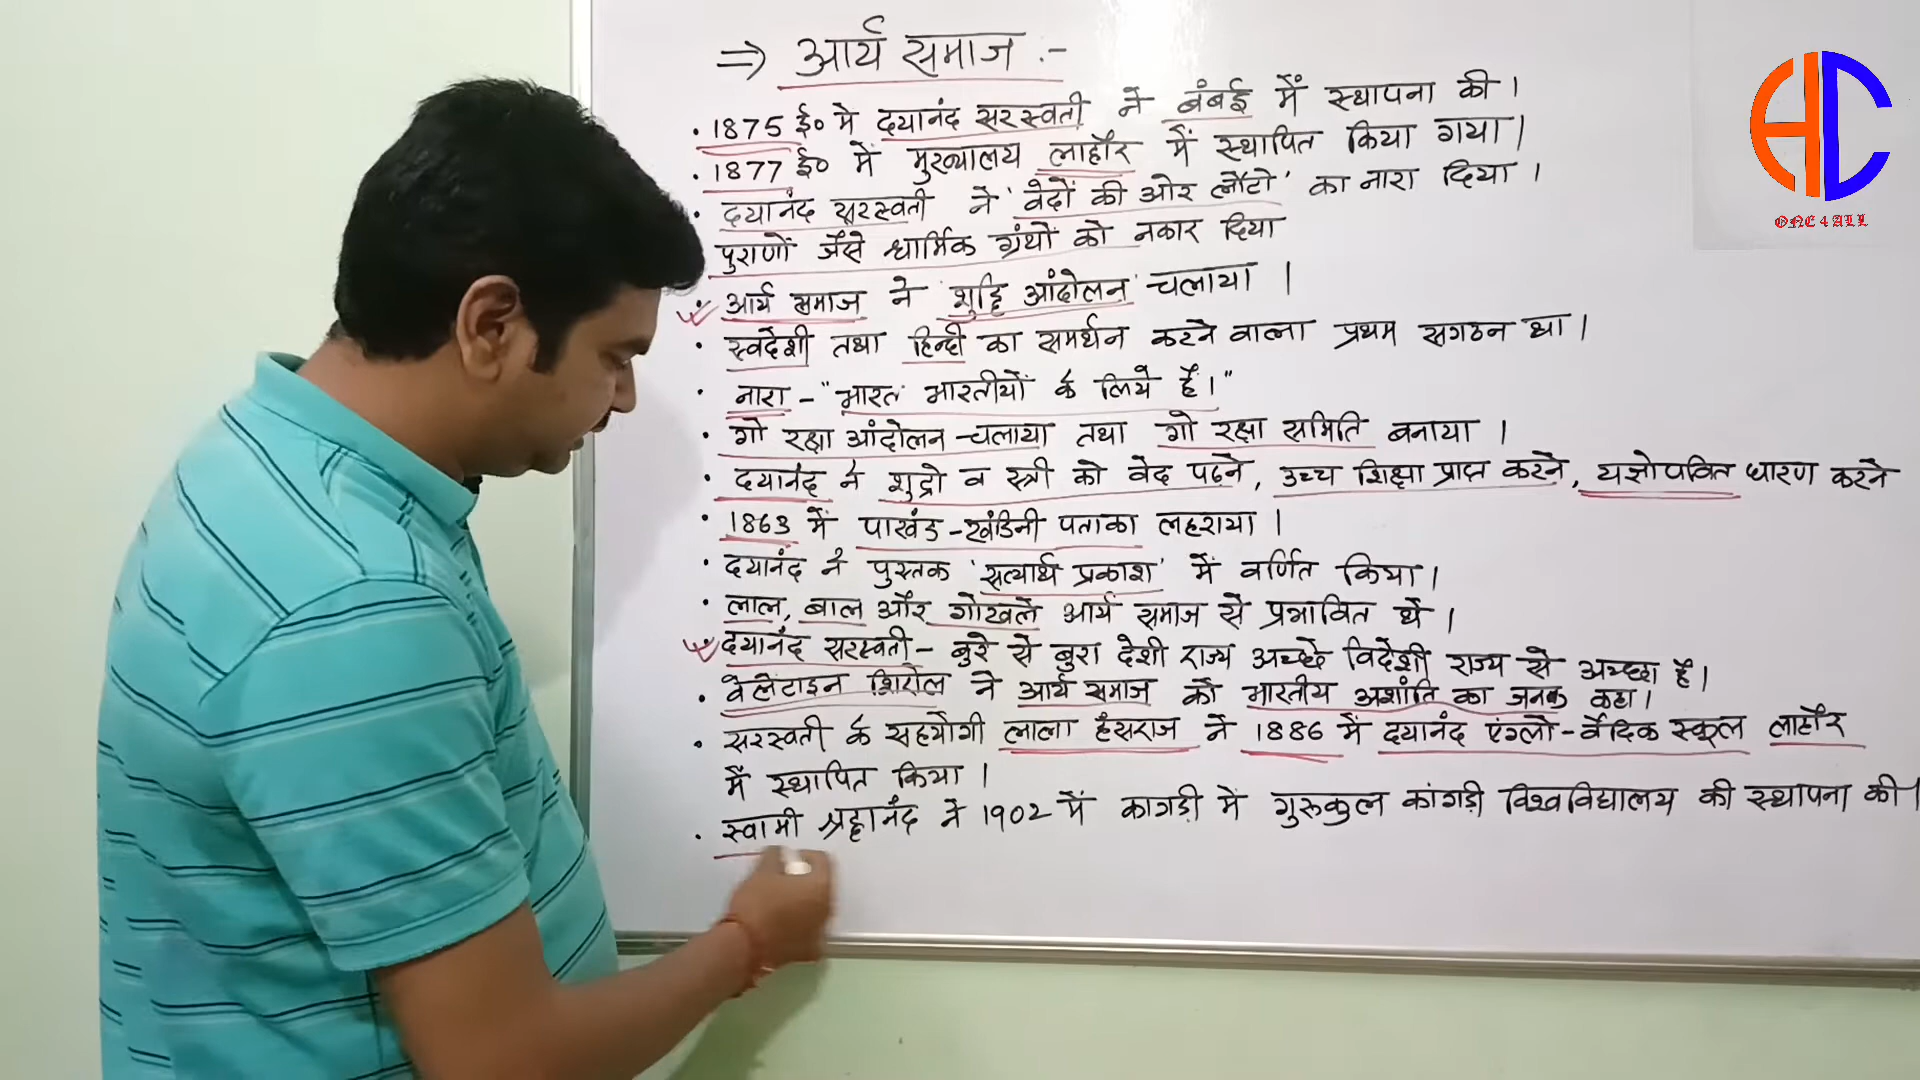 ⇒ आर्य समाज :-
• 1875 ई० मे दयानंद सरस्वती ने बंबई में स्थापना की।
• 1877 ई० में मुख्यालय लाहौर में स्थापित किया गया।
• दयानंद सरस्वती ने 'वेदों की ओर लौटो' का नारा दिया।
पुराणों जैसे धार्मिक ग्रंथों को नकार दिया
• आर्य समाज ने 'शुद्धि आंदोलन' चलाया।
• स्वदेशी तथा हिन्दी का समर्थन करने वाला प्रथम सगठन था।
• नारा - "भारत भारतीयों के लिये है।"
• गो रक्षा आंदोलन चलाया तथा गो रक्षा समिति बनाया।
• दयानंद ने शुद्रो व स्त्री को वेद पढने, उच्च शिक्षा प्राप्त करने, यज्ञोपवित धारण करने
• 1863 में पाखंड-खंडिनी पताका लहराया।
• दयानंद ने पुस्तक 'सत्यार्थ प्रकाश' में वर्णित किया।
• लाल, बाल और गोखले आर्य समाज से प्रभावित थे।
दयानंद सरस्वती - बुरे से बुरा देशी राज्य अच्छे विदेशी राज्य से अच्छा है।
• वेलेंटाइन शिरोल ने आर्य समाज को भारतीय अशांति का जनक कहा।
• सरस्वती के सहयोगी लाला हंसराज ने 1886 में दयानंद एंग्लो-वैदिक स्कूल लाहौर
में स्थापित किया।
• स्वामी श्रद्धानंद ने 1902 में कागड़ी में गुरुकुल कांगड़ी विश्वविद्यालय की स्थापना की।
ONE 4 ALL